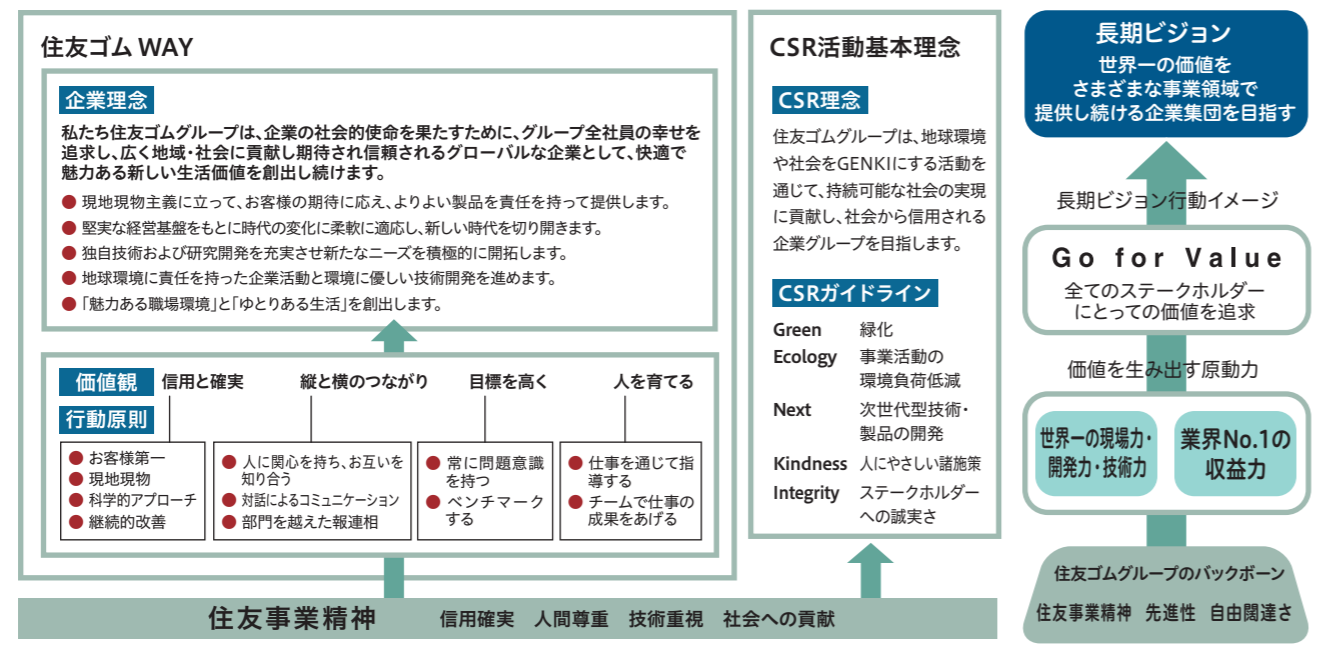 住友ゴム WAY
企業理念
私たち住友ゴムグループは、企業の社会的使命を果たすために、グループ全社員の幸せを
追求し、広く地域・社会に貢献し期待され信頼されるグローバルな企業として、快適で
魅力ある新しい生活価値を創出し続けます。
● 現地現物主義に立って、お客様の期待に応え、よりよい製品を責任を持って提供します。
● 堅実な経営基盤をもとに時代の変化に柔軟に適応し、新しい時代を切り開きます。
● 独自技術および研究開発を充実させ新たなニーズを積極的に開拓します。
● 地球環境に責任を持った企業活動と環境に優しい技術開発を進めます。
● 「魅力ある職場環境」と「ゆとりある生活」を創出します。
価値観
行動原則
信用と確実
● お客様第一
● 現地現物
● 科学的アプローチ
● 継続的改善
縦と横のつながり
● 人に関心を持ち、お互いを
知り合う
● 対話によるコミュニケーション
● 部門を越えた報連相
目標を高く
● 常に問題意識
を持つ
● ベンチマーク
する
人を育てる
● 仕事を通じて指
導する
● チームで仕事の
成果をあげる
住友事業精神 信用確実 人間尊重 技術重視 社会への貢献
CSR活動基本理念
CSR理念
住友ゴムグループは、地球環境
や社会をGENKIにする活動を
通じて、持続可能な社会の実現
に貢献し、社会から信用される
企業グループを目指します。
CSRガイドライン
Green 緑化
Ecology 事業活動の
環境負荷低減
Next 次世代型技術・
製品の開発
Kindness 人にやさしい諸施策
Integrity ステークホルダー
への誠実さ
長期ビジョン
世界一の価値を
さまざまな事業領域で
提供し続ける企業集団を目指す
長期ビジョン行動イメージ
Go for Value
全てのステークホルダー
にとっての価値を追求
価値を生み出す原動力
世界一の現場力・
開発力・技術力
業界No.1の
収益力
住友ゴムグループのバックボーン
住友事業精神 先進性 自由闊達さ